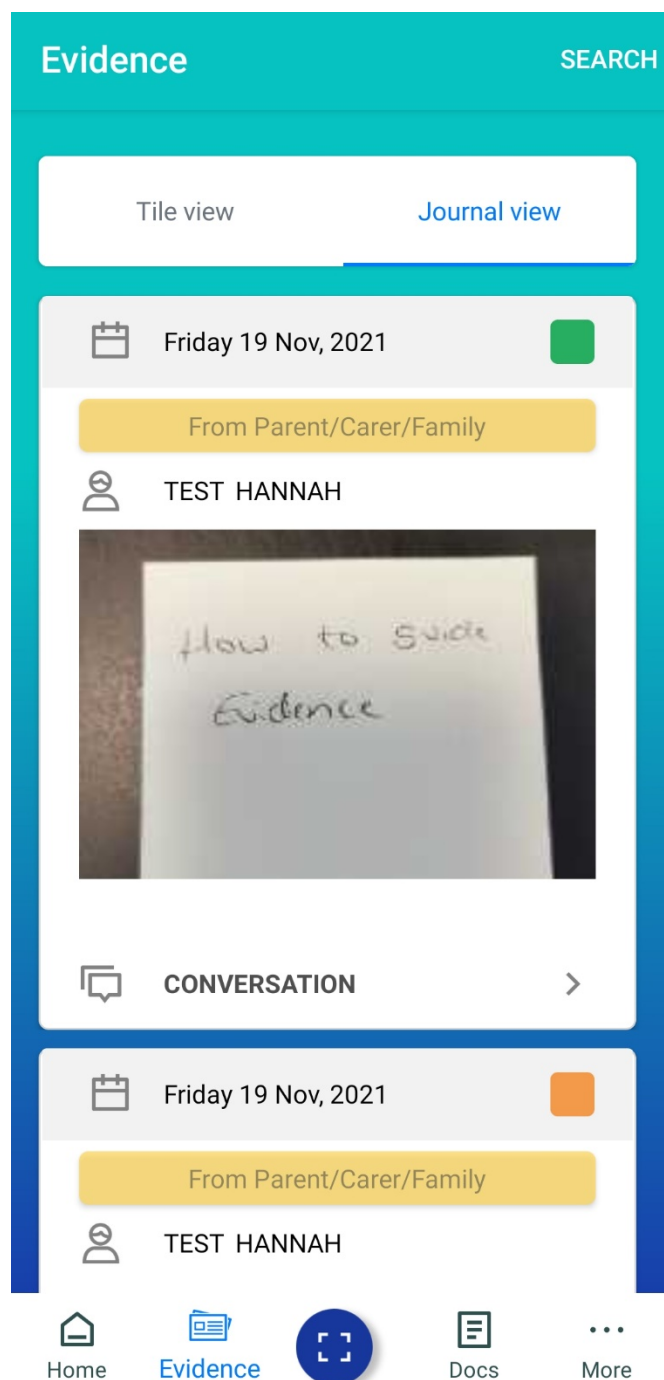 Evidence
SEARCH
Tile view
Journal view
Friday 19 Nov, 2021
From Parent/Carer/Family
TEST HANNAH
How to guide
Evidence
CONVERSATION
Friday 19 Nov, 2021
From Parent/Carer/Family
TEST HANNAH
Home
Evidence
Docs
More